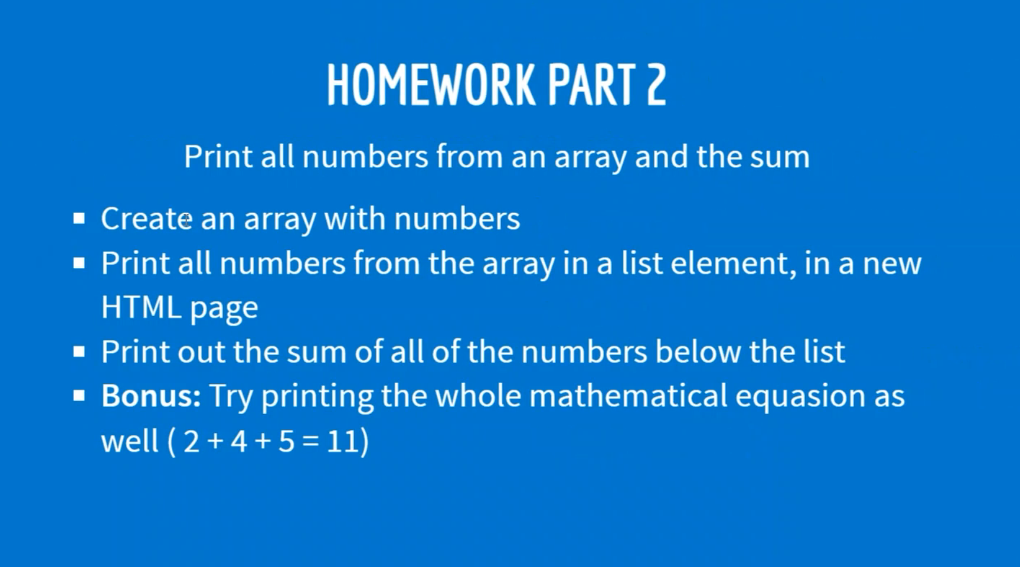 HOMEWORK PART 2
Print all numbers from an array and the sum
▪ Create an array with numbers
▪ Print all numbers from the array in a list element, in a new
HTML page
▪ Print out the sum of all of the numbers below the list
▪ Bonus: Try printing the whole mathematical equasion as
well ( 2 + 4 + 5 = 11)